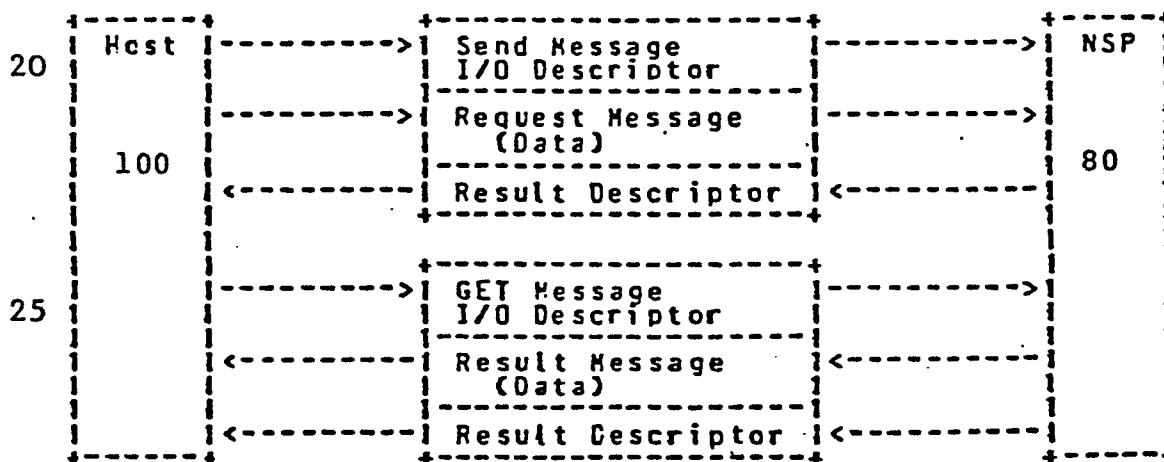 Host Send Message NSP
20 I/O Descriptor
Request Message
(Data)
100 80
Result Descriptor
GET Message
25 I/O Descriptor
Result Message
(Data)
Result Descriptor